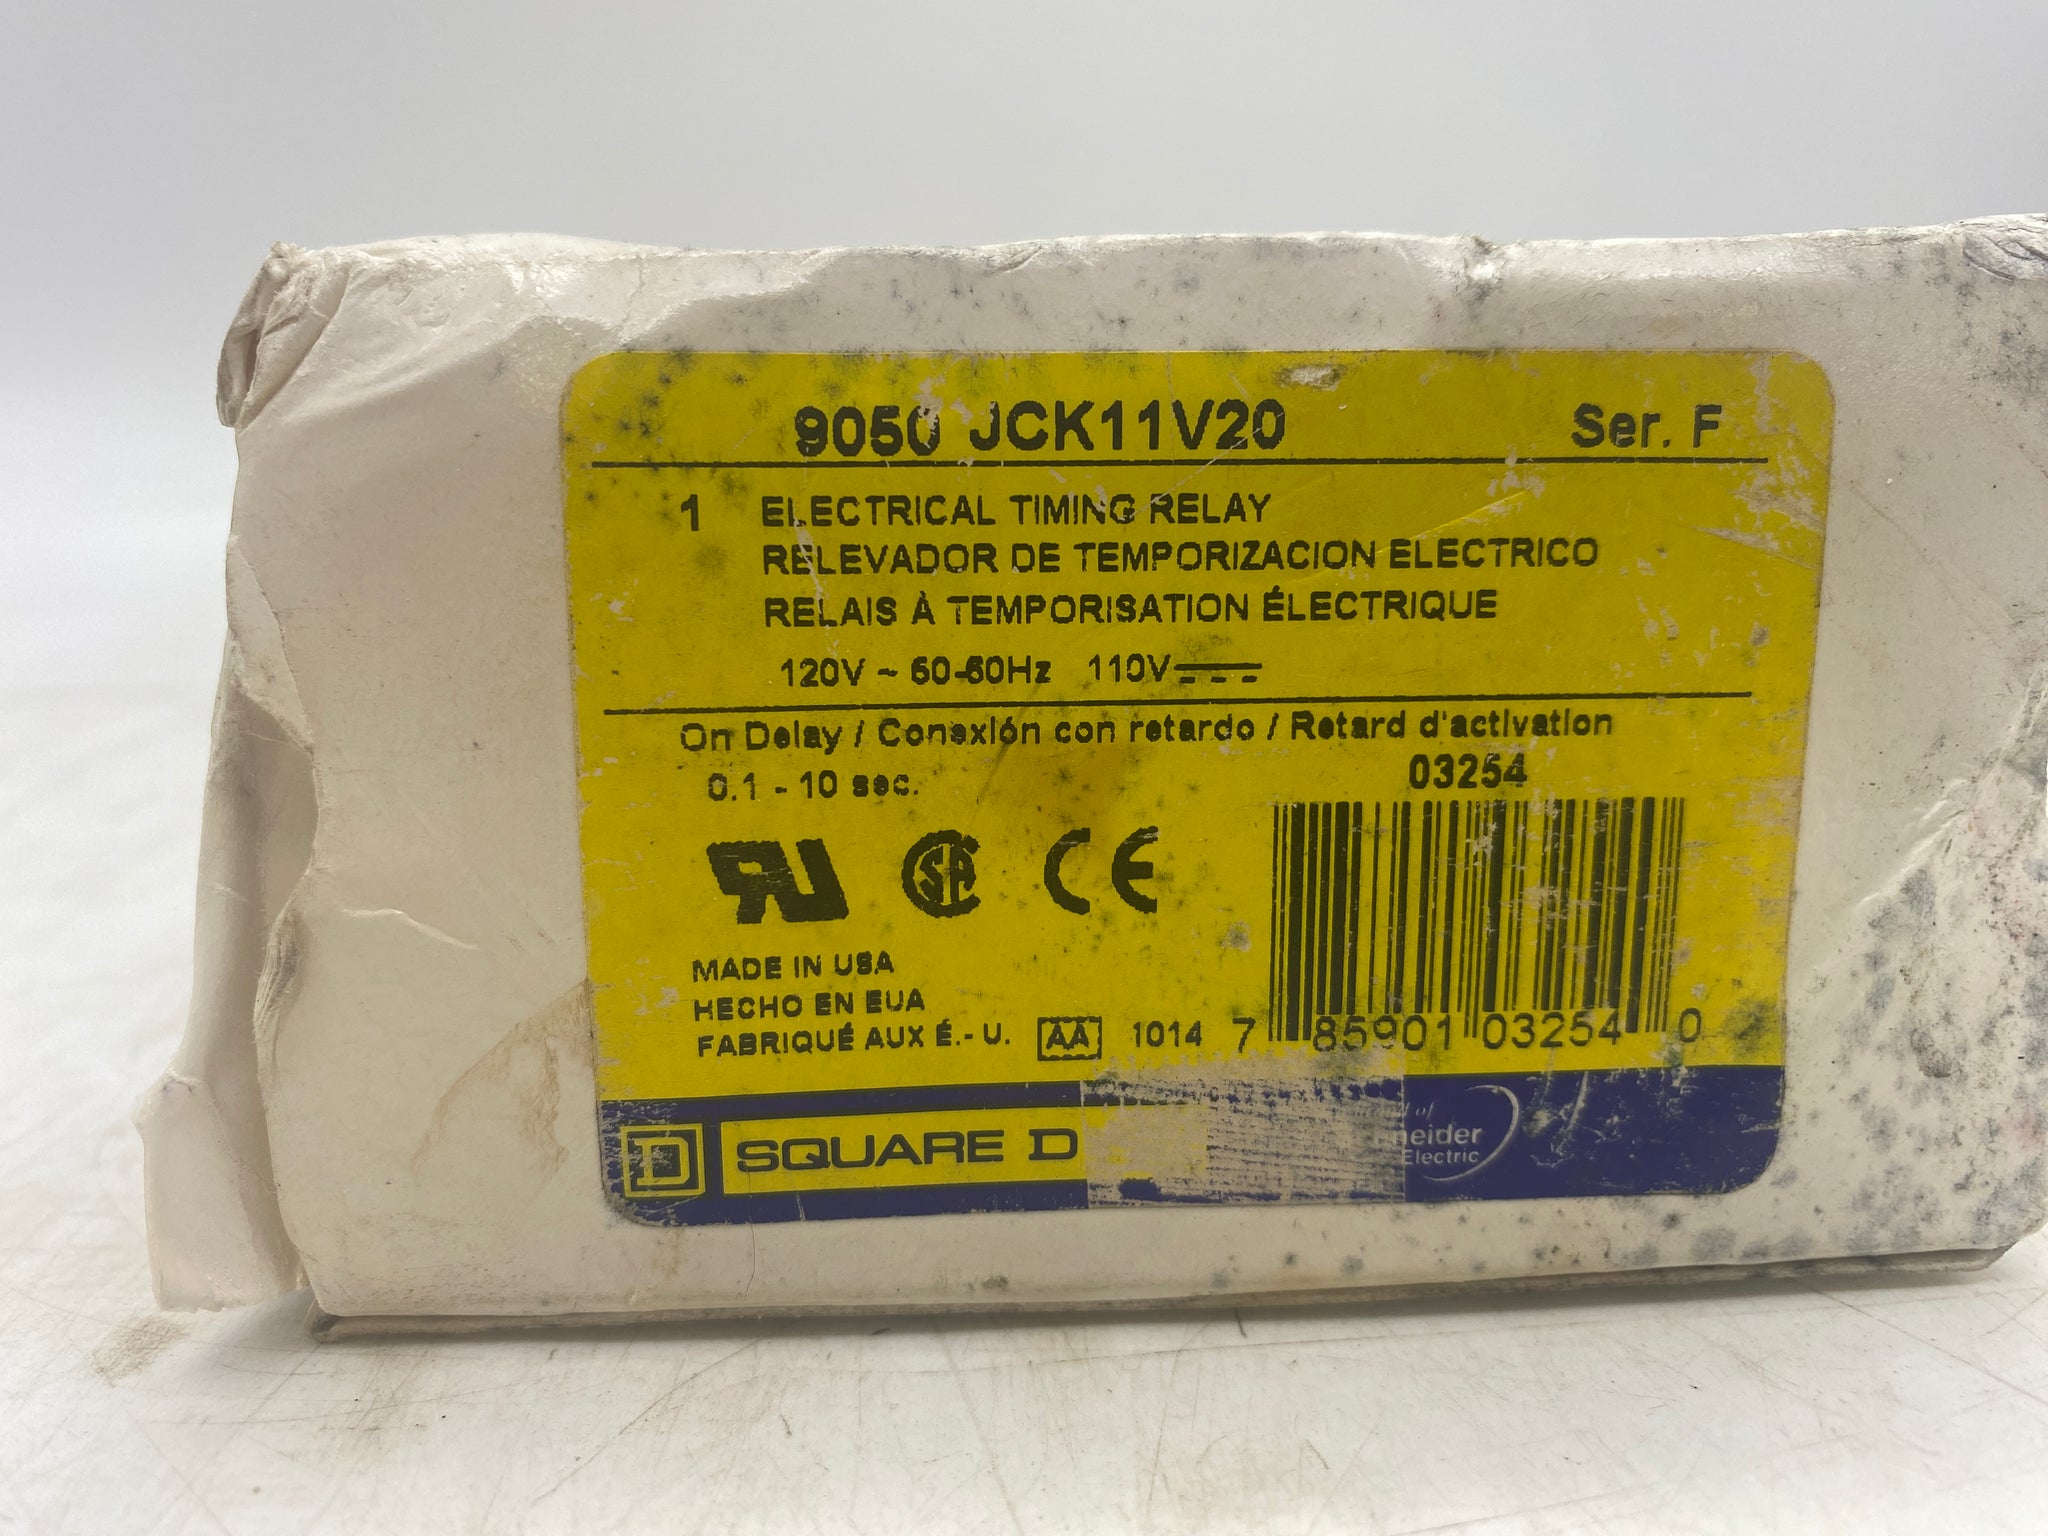 9050 JCK11V20 Ser. F
1 ELECTRICAL TIMING RELAY
RELEVADOR DE TEMPORIZACION ELECTRICO
RELAIS À TEMPORISATION ÉLECTRIQUE
120V ~ 50-60Hz 110V
On Delay / Conexión con retardo / Retard d'activation
0.1 - 10 sec.
03254
MADE IN USA
HECHO EN EUA
FABRIQUÉ AUX É.- U. AA 1014
7 85901 03254 0
SQUARE D
of
Electric